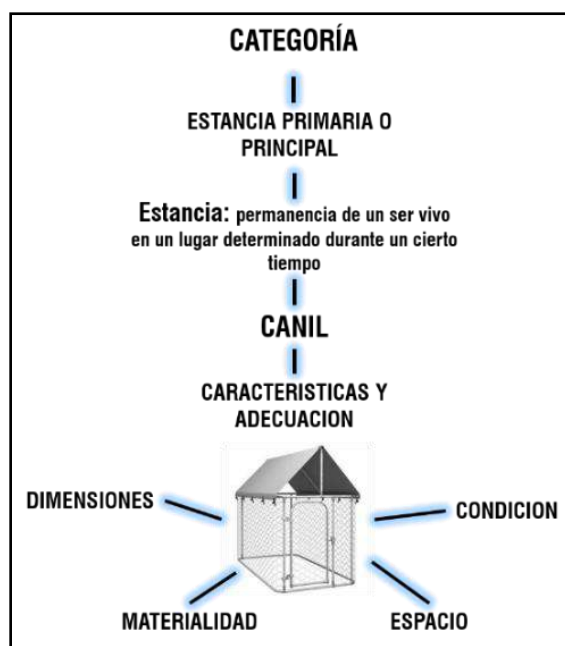 CATEGORÍA
ESTANCIA PRIMARIA O
PRINCIPAL
Estancia: permanencia de un ser vivo
en un lugar determinado durante un cierto
tiempo
CANIL
CARACTERISTICAS Y
ADECUACION
DIMENSIONES
CONDICION
MATERIALIDAD
ESPACIO